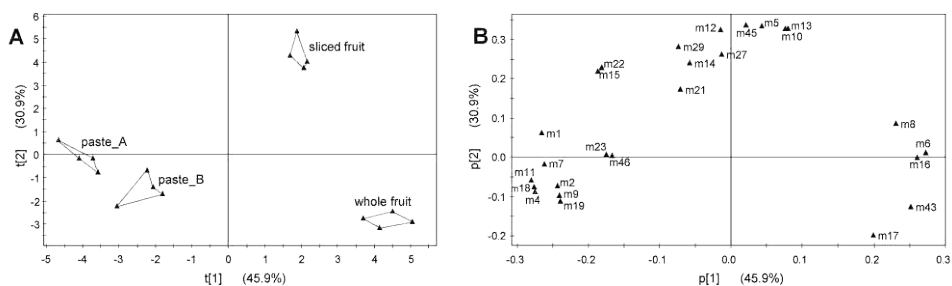 A
6
5
4
3
2
1
0
-1
-2
-3
t[2]
(30.9%)
sliced fruit
paste_A
paste_B
whole fruit
-5 -4 -3 -2 -1 0 1 2 3 4 5
t[1] (45.9%)
B
0.3
0.2
0.1
0.0
-0.1
-0.2
p[2]
(30.9%)
m12
m45
m5
m13
m10
m29
m14
m27
m22
m15
m21
m1
m8
m23
m46
m6
m16
m7
m11
m18
m4
m2
m9
m19
m43
m17
-0.3 -0.2 -0.1 0.0 0.1 0.2 0.3
p[1] (45.9%)